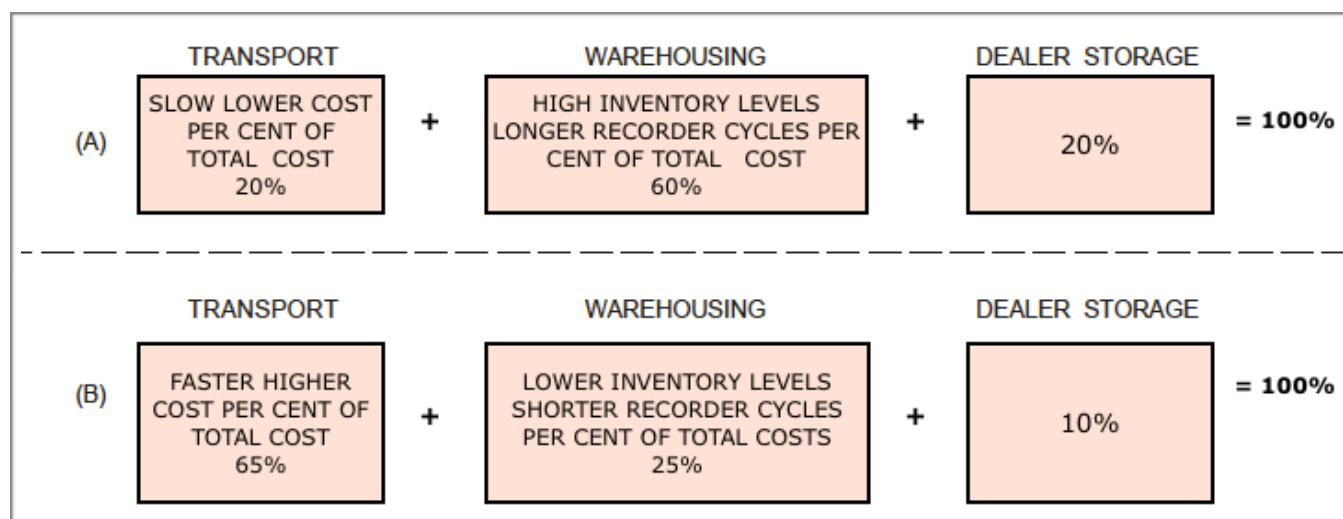 TRANSPORT
WAREHOUSING
DEALER STORAGE
(A)
SLOW LOWER COST
PER CENT OF
TOTAL COST
20%
+
HIGH INVENTORY LEVELS
LONGER RECORDER CYCLES PER
CENT OF TOTAL COST
60%
+
20%
= 100%
TRANSPORT
WAREHOUSING
DEALER STORAGE
(B)
FASTER HIGHER
COST PER CENT OF
TOTAL COST
65%
+
LOWER INVENTORY LEVELS
SHORTER RECORDER CYCLES
PER CENT OF TOTAL COSTS
25%
+
10%
= 100%